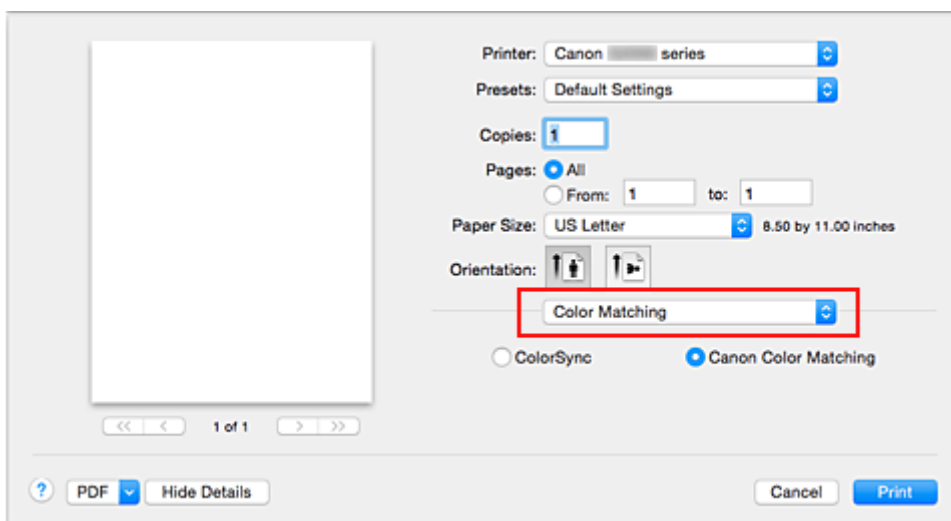 Printer: Canon series
Presets: Default Settings
Copies: 1
Pages: All
From: 1 to: 1
Paper Size: US Letter 8.50 by 11.00 inches
Orientation:
Color Matching
ColorSync Canon Color Matching
<< < 1 of 1 > >>
? PDF Hide Details Cancel Print